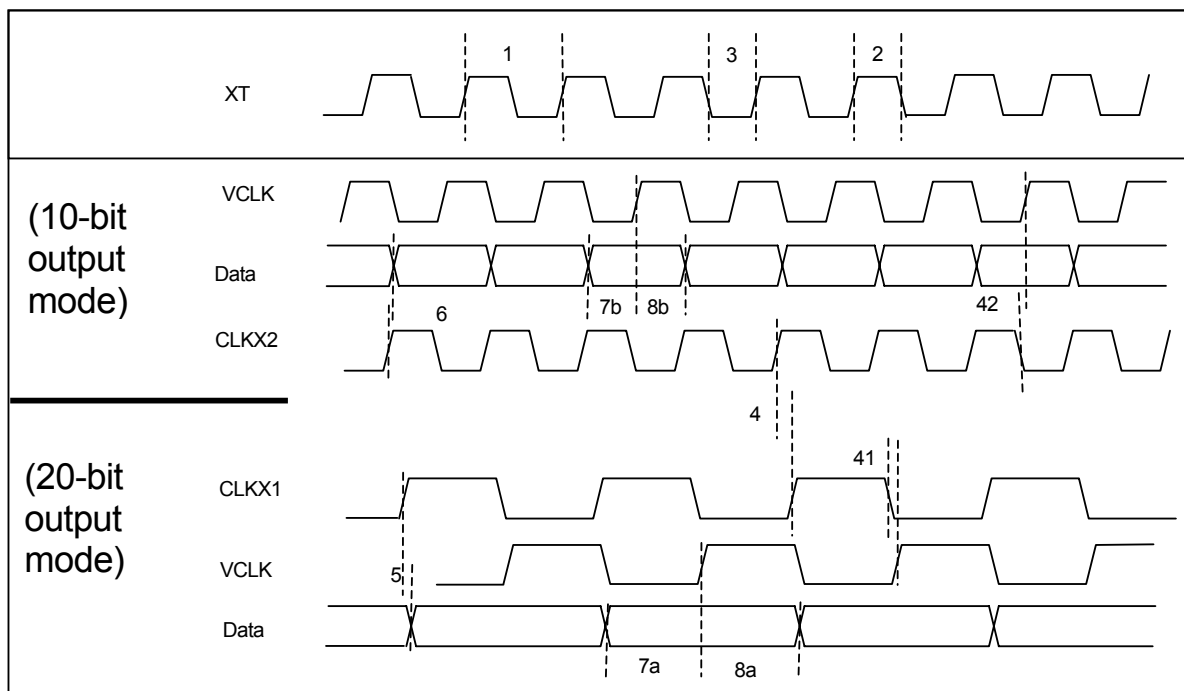 1
3
2
XT
(10-bit
output
mode)
VCLK
Data
6
7b
8b
42
CLKX2
4
(20-bit
output
mode)
41
CLKX1
5
VCLK
Data
7a
8a